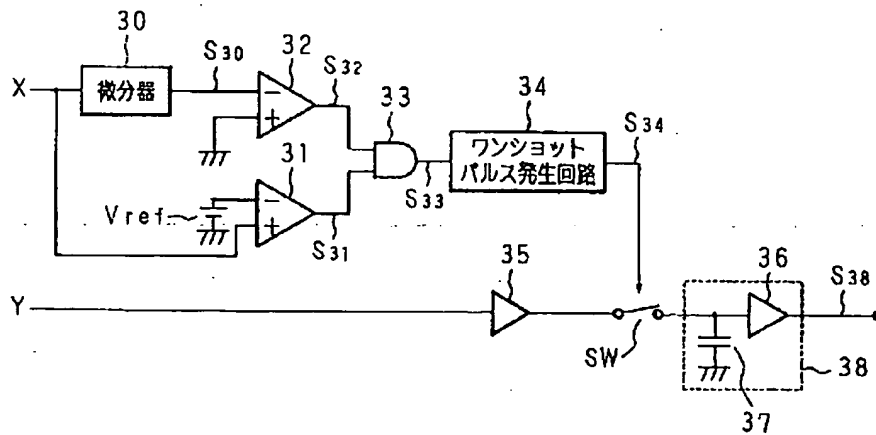 30
X
微分器
S30
32
S32
33
34
ワンショット
パルス発生回路
S34
Vref
31
S31
S33
Y
35
SW
36
S38
37
38